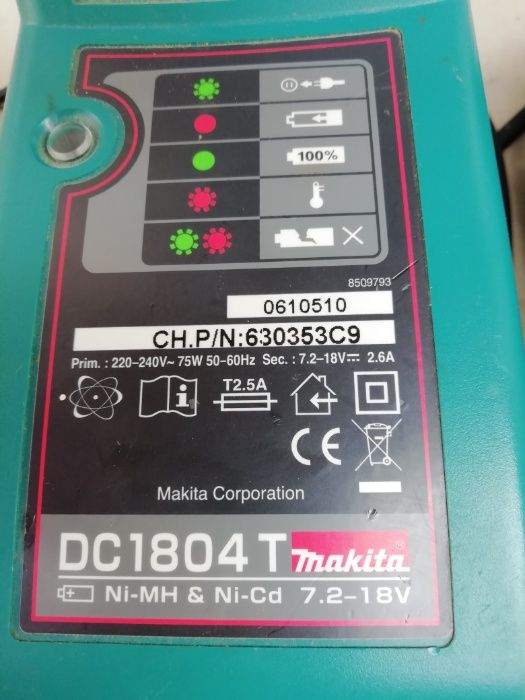 100%
8509793
0610510
CH.P/N:630353C9
Prim. : 220-240V~ 75W 50-60Hz Sec. : 7.2-18V⎓ 2.6A
T2.5A
CE
Makita Corporation
DC1804T makita®
Ni-MH & Ni-Cd 7.2-18V